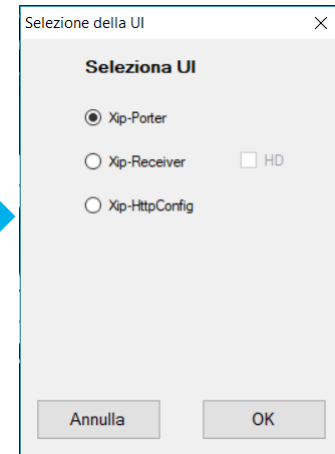 Selezione della UI
Seleziona UI
Xip-Porter
Xip-Receiver HD
Xip-HttpConfig
Annulla OK